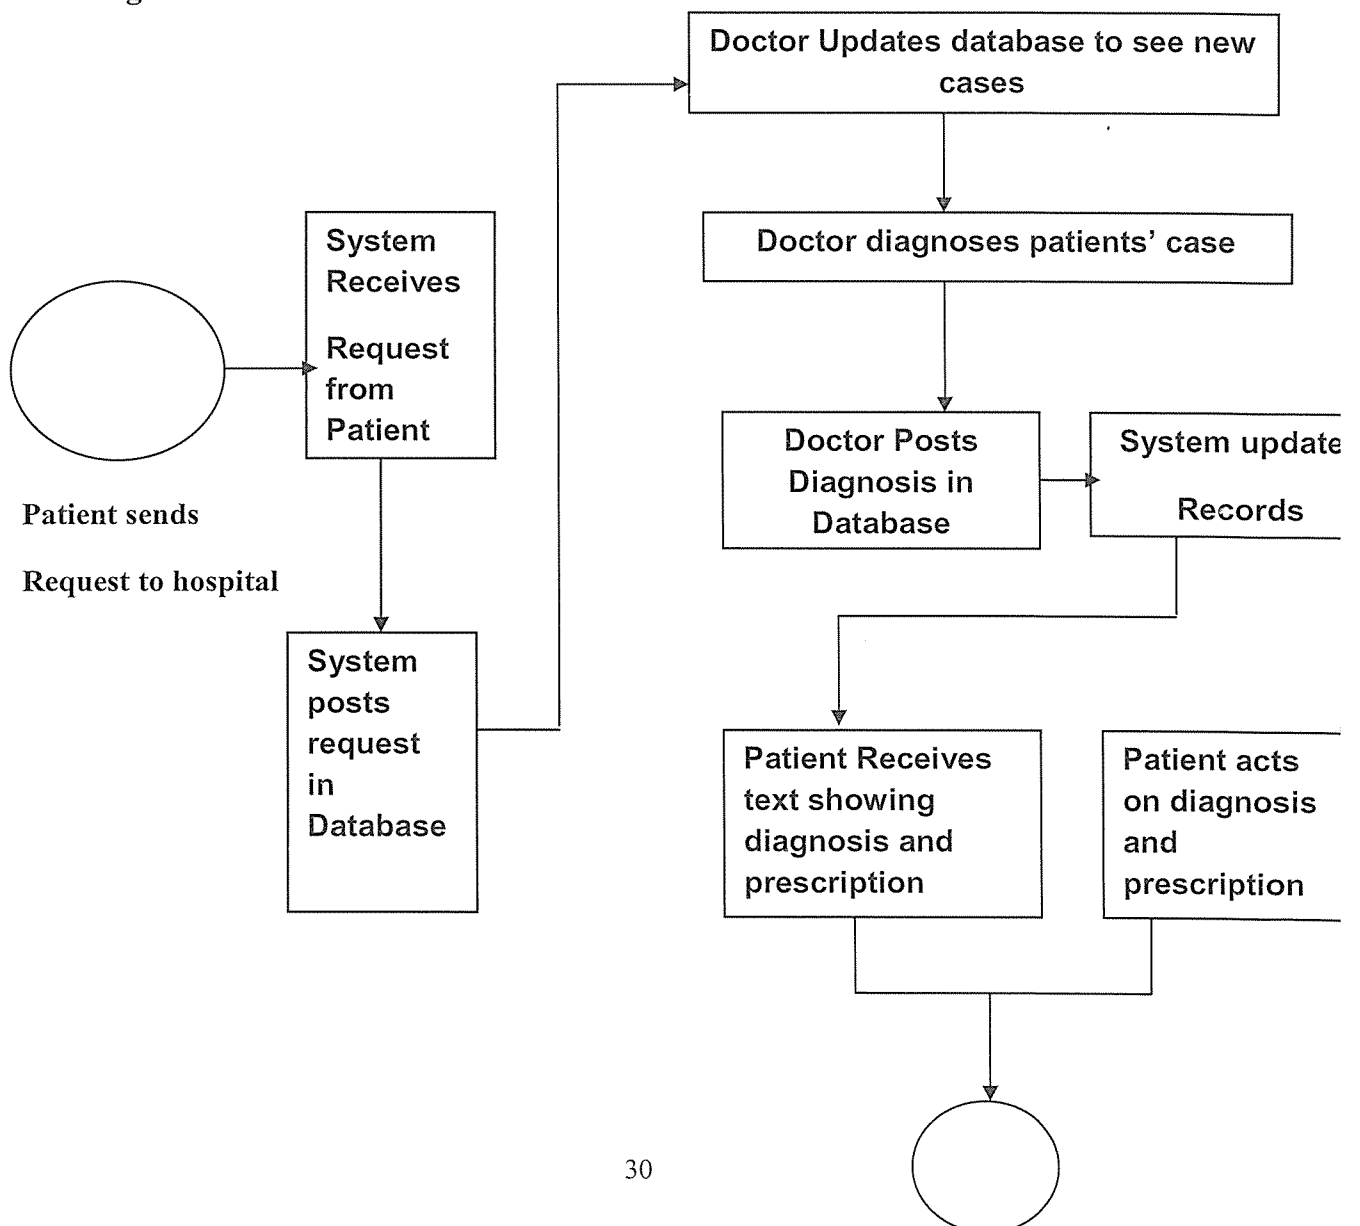 Doctor Updates database to see new
cases
System
Receives
Request
from
Patient
Doctor diagnoses patients' case
Patient sends
Request to hospital
Doctor Posts
Diagnosis in
Database
System update
Records
System
posts
request
in
Database
Patient Receives
text showing
diagnosis and
prescription
Patient acts
on diagnosis
and
prescription
30